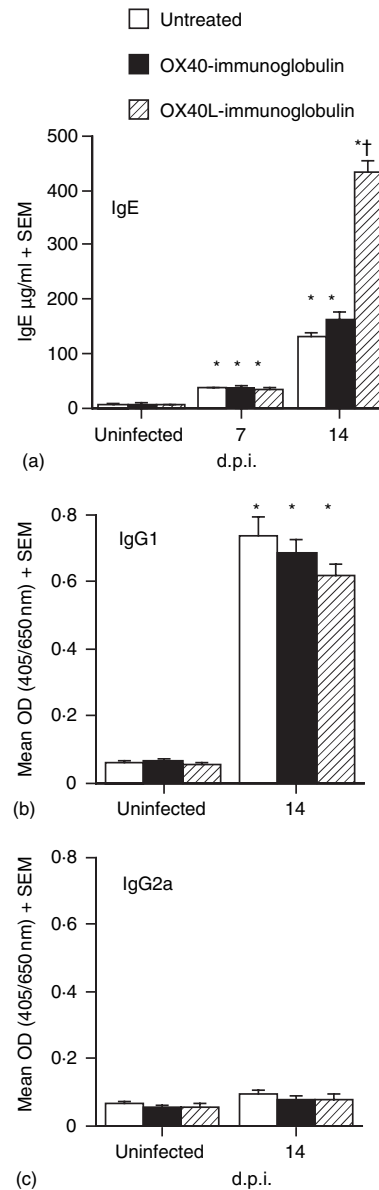 Untreated
OX40-immunoglobulin
OX40L-immunoglobulin
500
400
300
200
100
0
IgE μg/ml + SEM
IgE
* * *
* *
*†
Uninfected 7 14
(a) d.p.i.
0·8
0·6
0·4
0·2
0
Mean OD (405/650 nm) + SEM
IgG1
* * *
Uninfected 14
(b)
0·8
0·6
0·4
0·2
0
Mean OD (405/650 nm) + SEM
IgG2a
Uninfected 14
(c) d.p.i.